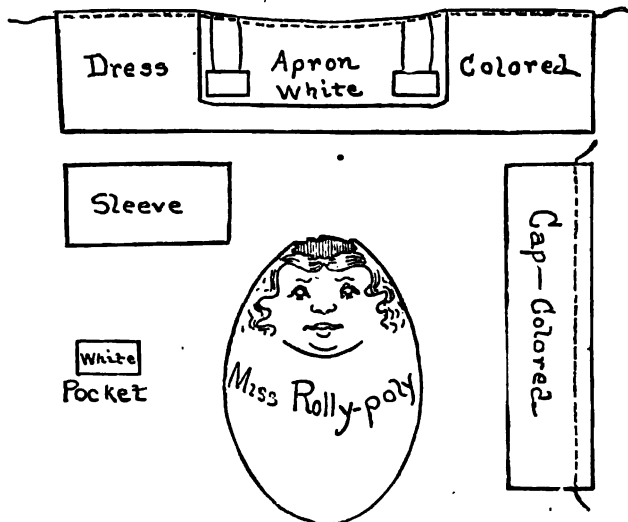 Dress
Apron
White
Colored
Sleeve
Cap-Colored
White
Pocket
Miss Rolly-poly